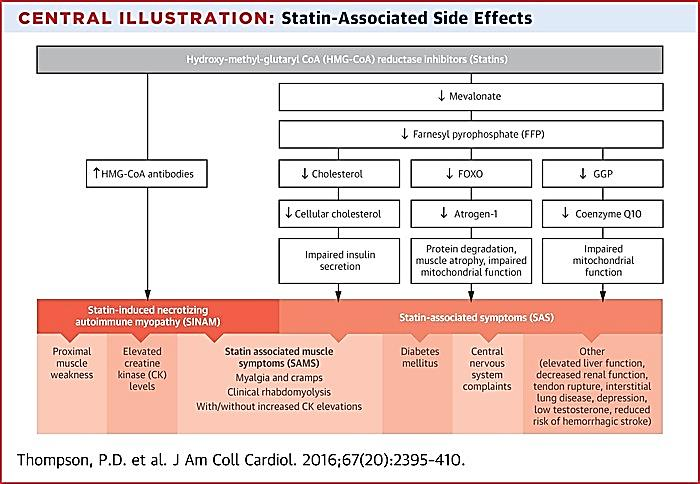 CENTRAL ILLUSTRATION: Statin-Associated Side Effects
Hydroxy-methyl-glutaryl CoA (HMG-CoA) reductase inhibitors (Statins)
↓ Mevalonate
↓ Farnesyl pyrophosphate (FFP)
↑HMG-CoA antibodies
↓ Cholesterol
↓ FOXO
↓ GGP
↓ Cellular cholesterol
↓ Atrogen-1
↓ Coenzyme Q10
Impaired insulin
secretion
Protein degradation,
muscle atrophy, impaired
mitochondrial function
Impaired
mitochondrial
function
Statin-induced necrotizing
autoimmune myopathy (SINAM)
Statin-associated symptoms (SAS)
Proximal
muscle
weakness
Elevated
creatine
kinase (CK)
levels
Statin associated muscle
symptoms (SAMS)
Myalgia and cramps
Clinical rhabdomyolysis
With/without increased CK elevations
Diabetes
mellitus
Central
nervous
system
complaints
Other
(elevated liver function,
decreased renal function,
tendon rupture, interstitial
lung disease, depression,
low testosterone, reduced
risk of hemorrhagic stroke)
Thompson, P.D. et al. J Am Coll Cardiol. 2016;67(20):2395-410.